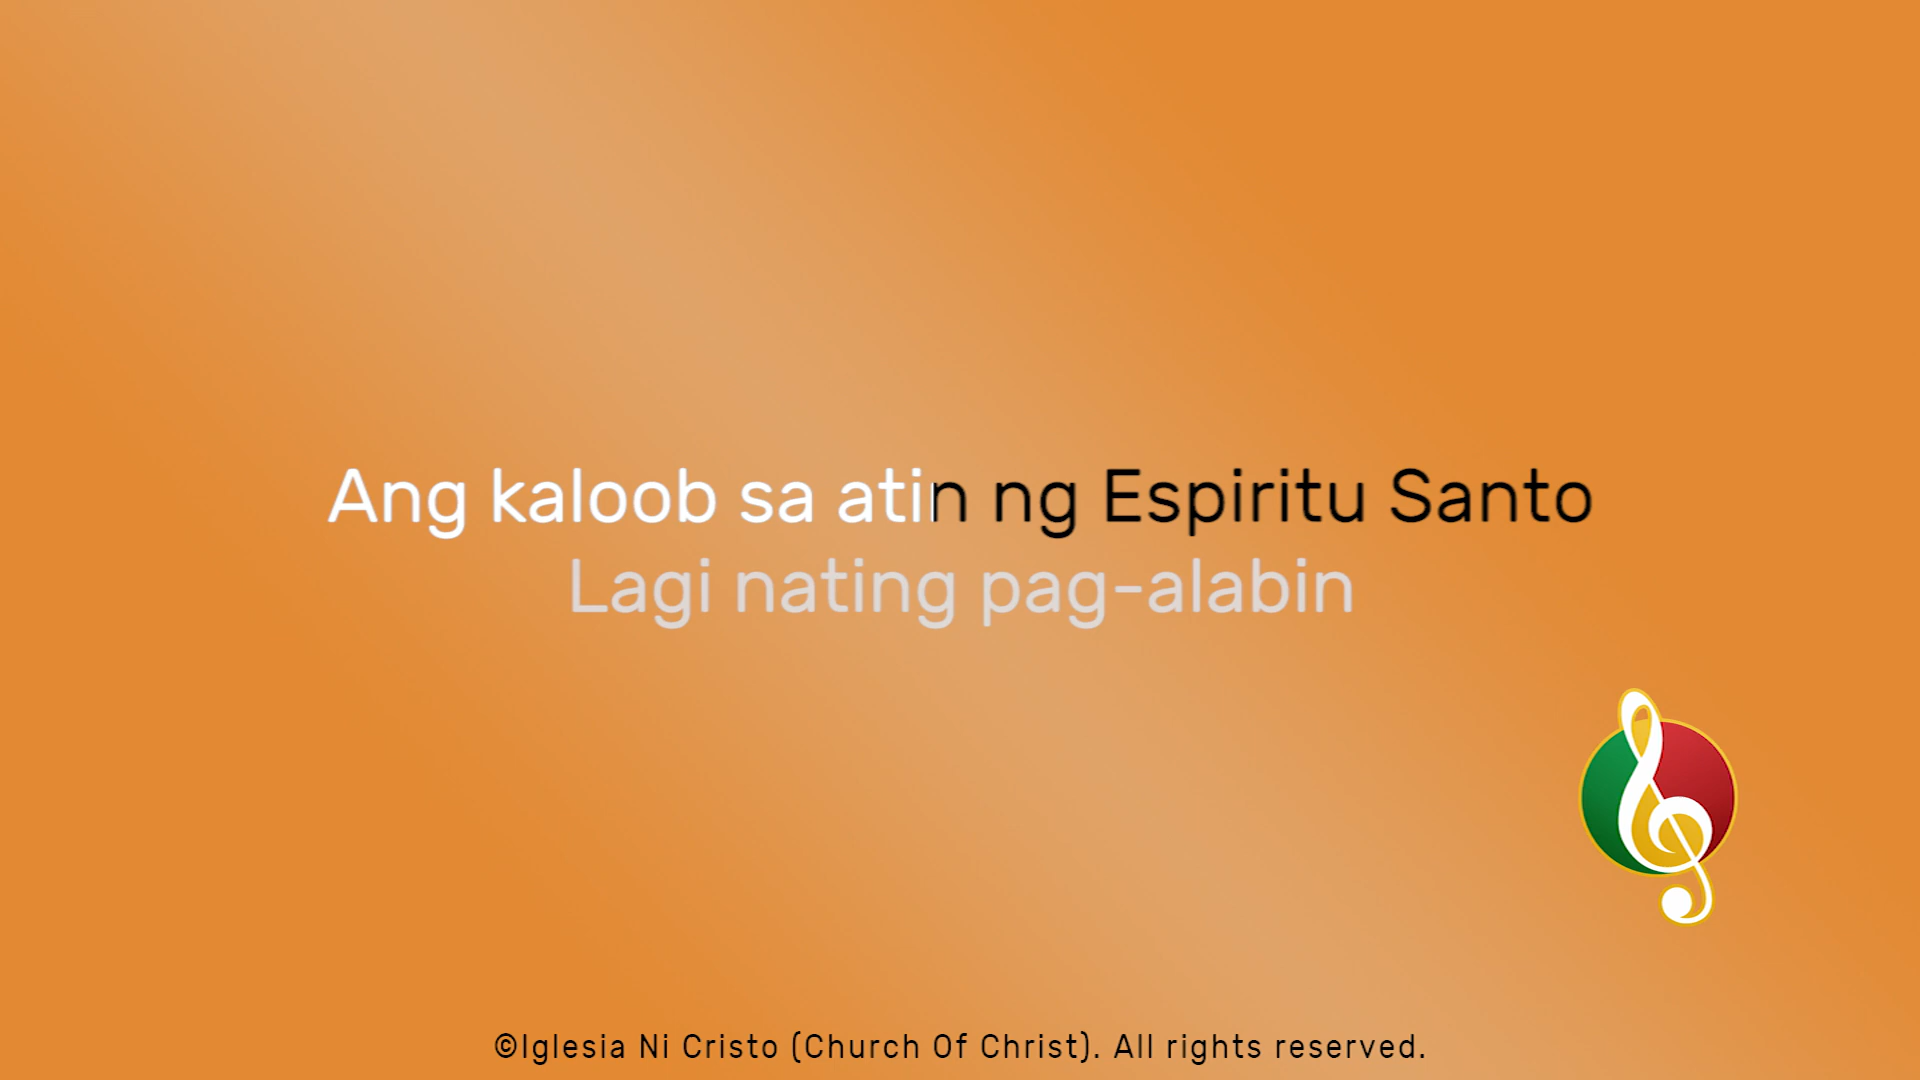 Ang kaloob sa atin ng Espiritu Santo
Lagi nating pag-alabin
©Iglesia Ni Cristo (Church Of Christ). All rights reserved.